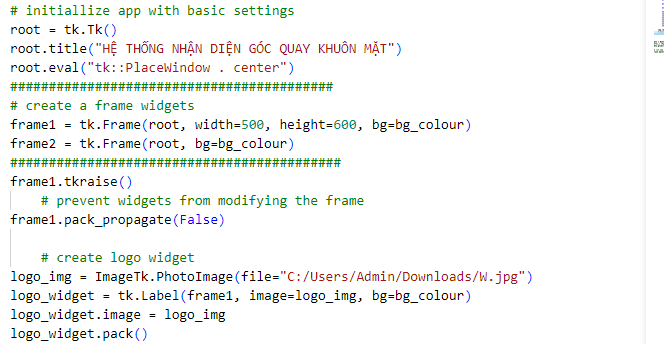 # initiallize app with basic settings
root = tk.Tk()
root.title("HỆ THỐNG NHẬN DIỆN GÓC QUAY KHUÔN MẶT")
root.eval("tk::PlaceWindow . center")
##########################################
# create a frame widgets
frame1 = tk.Frame(root, width=500, height=600, bg=bg_colour)
frame2 = tk.Frame(root, bg=bg_colour)
###########################################
frame1.tkraise()
    # prevent widgets from modifying the frame
frame1.pack_propagate(False)
    # create logo widget
logo_img = ImageTk.PhotoImage(file="C:/Users/Admin/Downloads/W.jpg")
logo_widget = tk.Label(frame1, image=logo_img, bg=bg_colour)
logo_widget.image = logo_img
logo_widget.pack()